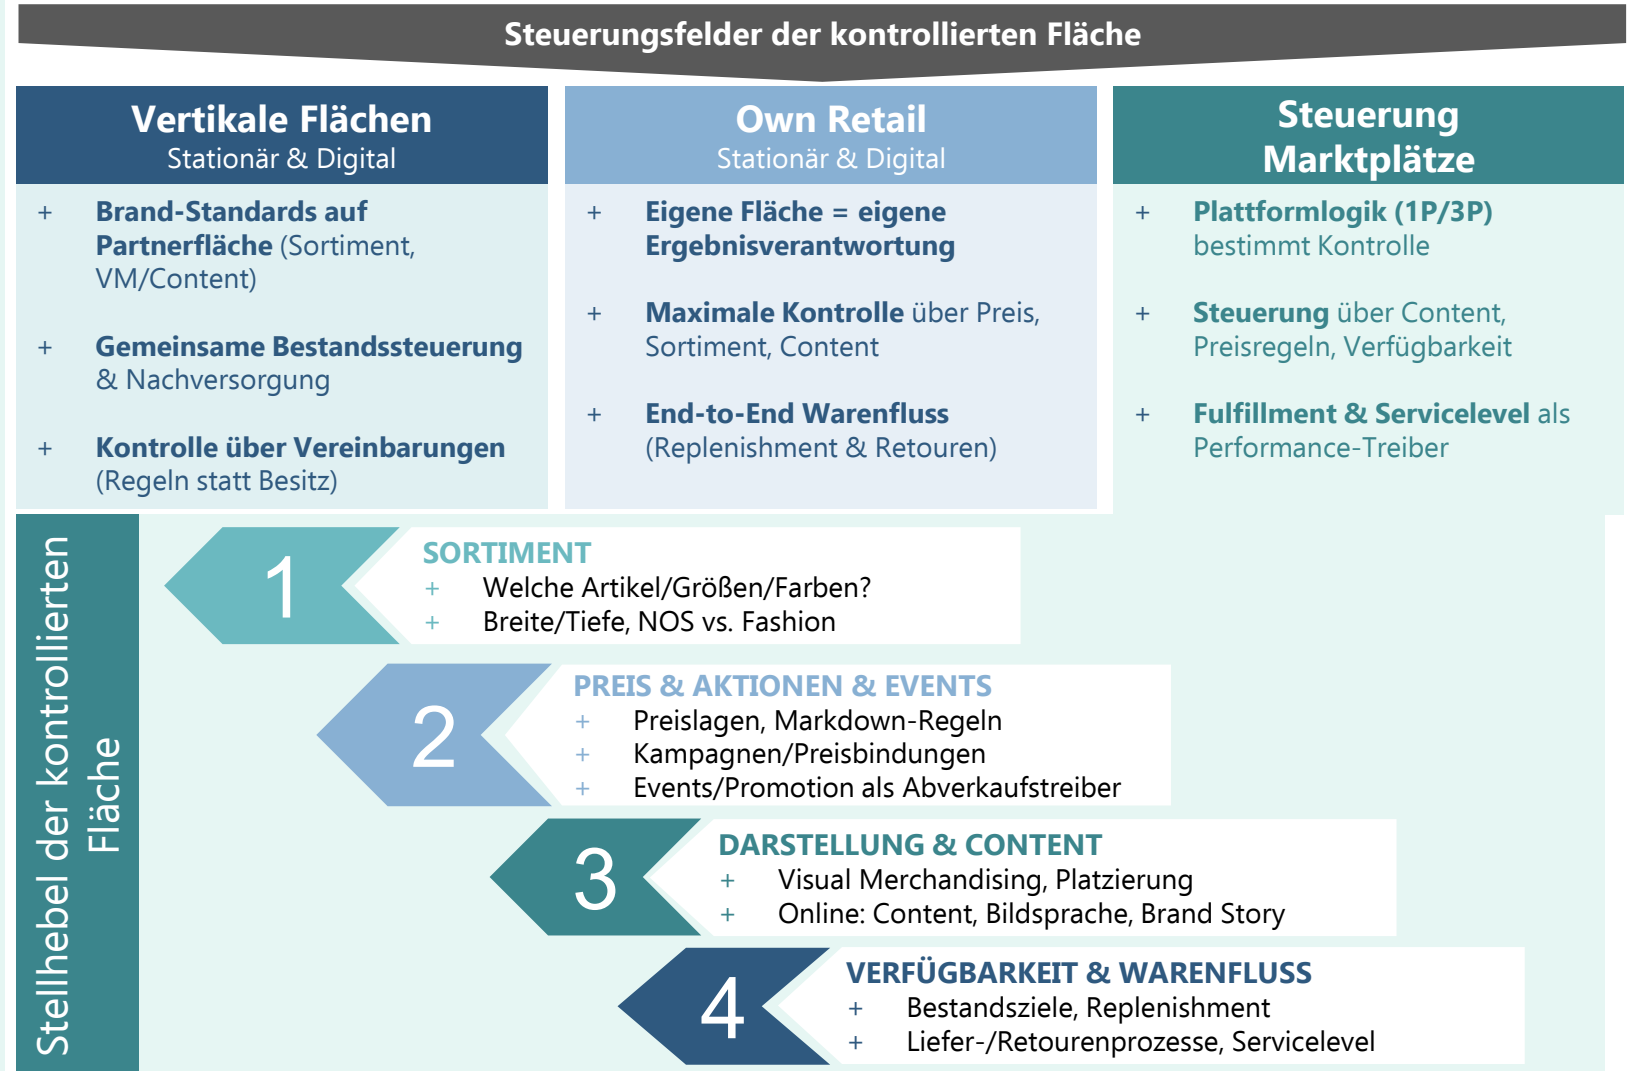 Steuerungsfelder der kontrollierten Fläche
Vertikale Flächen
Stationär & Digital
+ Brand-Standards auf
Partnerfläche (Sortiment,
VM/Content)
+ Gemeinsame Bestandssteuerung
& Nachversorgung
+ Kontrolle über Vereinbarungen
(Regeln statt Besitz)
Own Retail
Stationär & Digital
+ Eigene Fläche = eigene
Ergebnisverantwortung
+ Maximale Kontrolle über Preis,
Sortiment, Content
+ End-to-End Warenfluss
(Replenishment & Retouren)
Steuerung
Marktplätze
+ Plattformlogik (1P/3P)
bestimmt Kontrolle
+ Steuerung über Content,
Preisregeln, Verfügbarkeit
+ Fulfillment & Servicelevel als
Performance-Treiber
Stellhebel der kontrollierten
Fläche
1
SORTIMENT
+ Welche Artikel/Größen/Farben?
+ Breite/Tiefe, NOS vs. Fashion
2
PREIS & AKTIONEN & EVENTS
+ Preislagen, Markdown-Regeln
+ Kampagnen/Preisbindungen
+ Events/Promotion als Abverkaufstreiber
3
DARSTELLUNG & CONTENT
+ Visual Merchandising, Platzierung
+ Online: Content, Bildsprache, Brand Story
4
VERFÜGBARKEIT & WARENFLUSS
+ Bestandsziele, Replenishment
+ Liefer-/Retourenprozesse, Servicelevel